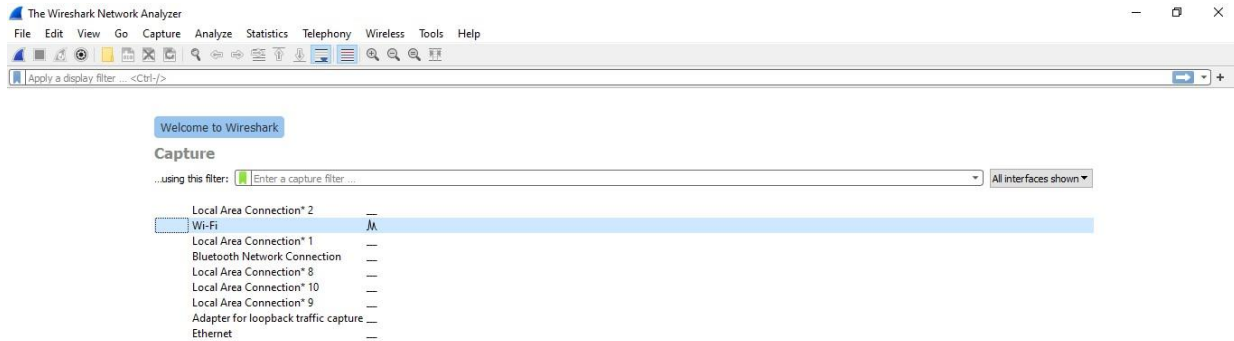 The Wireshark Network Analyzer
File Edit View Go Capture Analyze Statistics Telephony Wireless Tools Help
Apply a display filter ... <Ctrl-/>
Welcome to Wireshark
Capture
...using this filter: Enter a capture filter ... All interfaces shown
Local Area Connection* 2
Wi-Fi
Local Area Connection* 1
Bluetooth Network Connection
Local Area Connection* 8
Local Area Connection* 10
Local Area Connection* 9
Adapter for loopback traffic capture
Ethernet